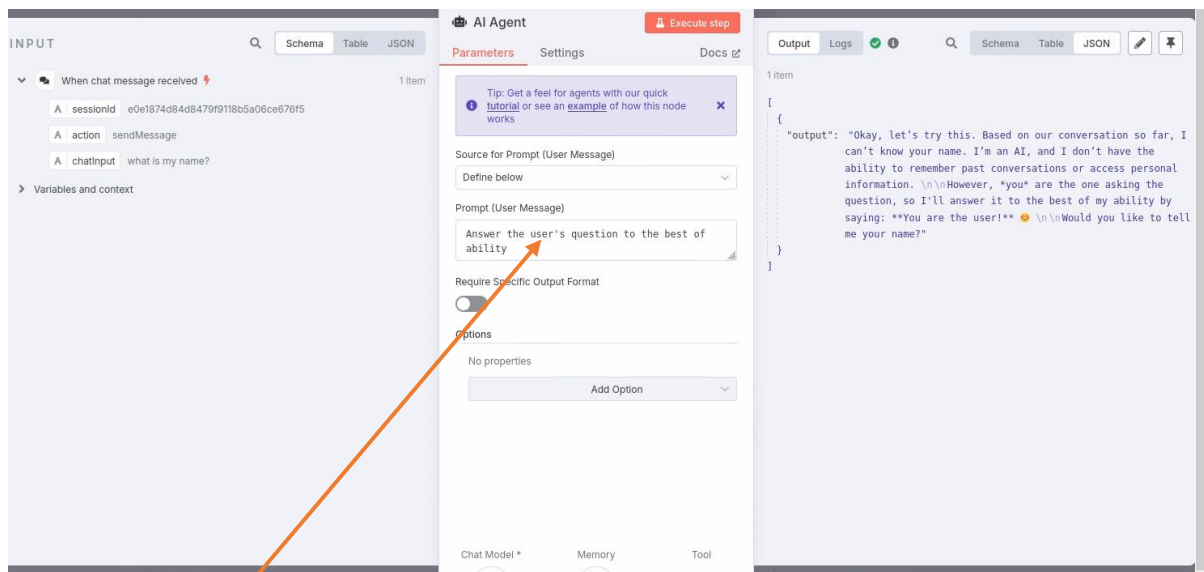 INPUT
Schema Table JSON
When chat message received 1 item
A sessionId e0e1874d84d8479f9118b5a06ce676f5
A action sendMessage
A chatInput what is my name?
Variables and context
AI Agent
Execute step
Parameters Settings Docs
Tip: Get a feel for agents with our quick
tutorial or see an example of how this node
works
Source for Prompt (User Message)
Define below
Prompt (User Message)
Answer the user's question to the best of
ability
Require Specific Output Format
Options
No properties
Add Option
Chat Model * Memory Tool
Output Logs Schema Table JSON
1 item
[
{
"output": "Okay, let's try this. Based on our conversation so far, I
can't know your name. I'm an AI, and I don't have the
ability to remember past conversations or access personal
information. \n\nHowever, *you* are the one asking the
question, so I'll answer it to the best of my ability by
saying: **You are the user!** 😊 \n\nWould you like to tell
me your name?"
}
]